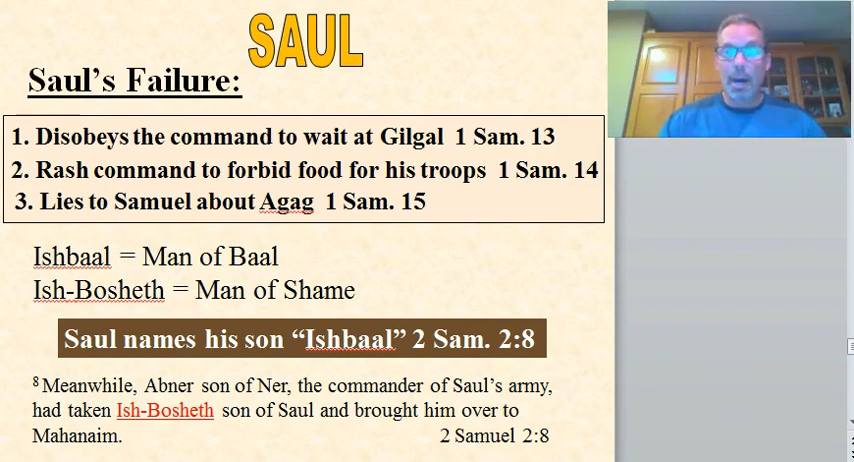 SAUL
Saul's Failure:
1. Disobeys the command to wait at Gilgal 1 Sam. 13
2. Rash command to forbid food for his troops 1 Sam. 14
3. Lies to Samuel about Agag 1 Sam. 15
Ishbaal = Man of Baal
Ish-Bosheth = Man of Shame
Saul names his son “Ishbaal” 2 Sam. 2:8
8 Meanwhile, Abner son of Ner, the commander of Saul's army,
had taken Ish-Bosheth son of Saul and brought him over to
Mahanaim. 2 Samuel 2:8